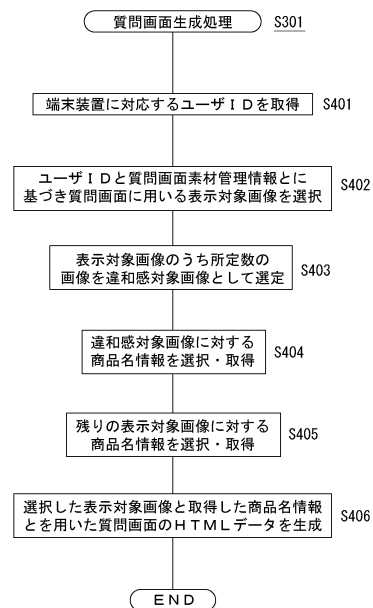 質問画面生成処理 S301
端末装置に対応するユーザＩＤを取得 S401
ユーザＩＤと質問画面素材管理情報とに
基づき質問画面に用いる表示対象画像を選択
S402
表示対象画像のうち所定数の
画像を違和感対象画像として選定
S403
違和感対象画像に対する
商品名情報を選択・取得
S404
残りの表示対象画像に対する
商品名情報を選択・取得
S405
選択した表示対象画像と取得した商品名情報
とを用いた質問画面のＨＴＭＬデータを生成
S406
ＥＮＤ